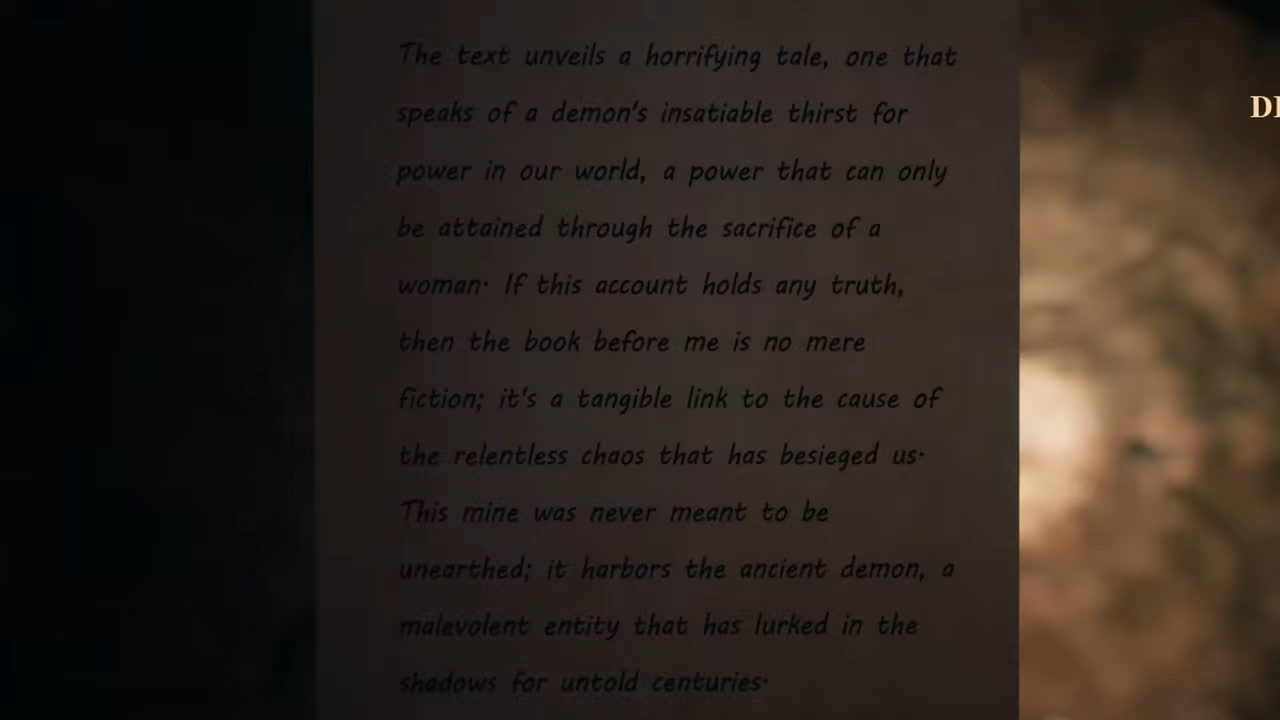 The text unveils a horrifying tale, one that
speaks of a demon's insatiable thirst for
power in our world, a power that can only
be attained through the sacrifice of a
woman. If this account holds any truth,
then the book before me is no mere
fiction; it's a tangible link to the cause of
the relentless chaos that has besieged us.
This mine was never meant to be
unearthed; it harbors the ancient demon, a
malevolent entity that has lurked in the
shadows for untold centuries.